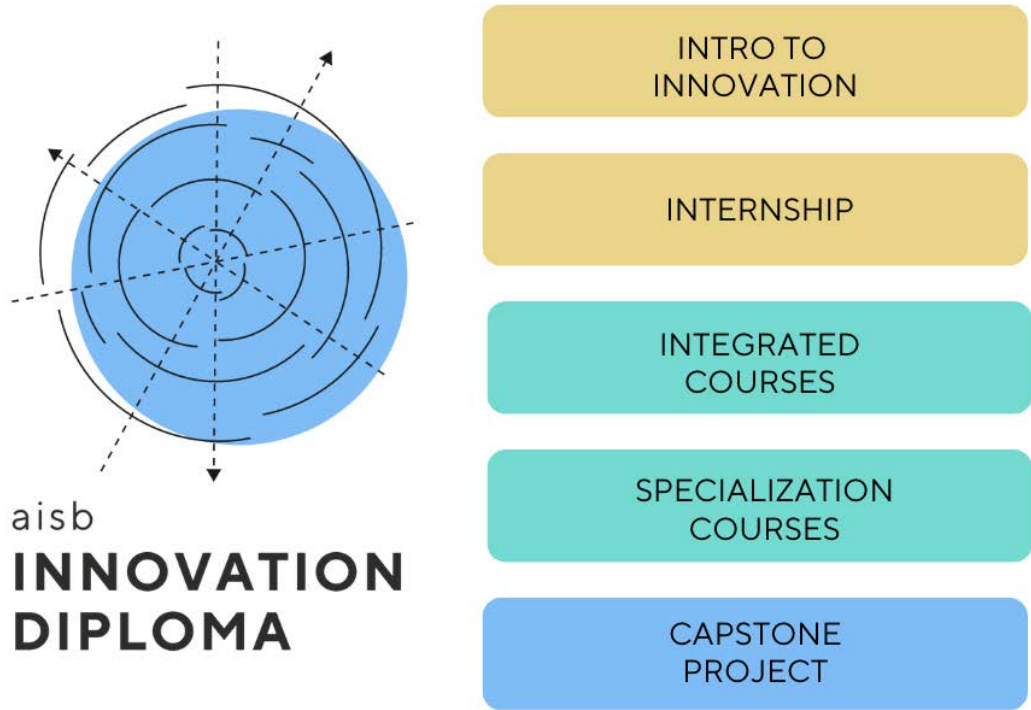 aisb
INNOVATION
DIPLOMA
INTRO TO
INNOVATION
INTERNSHIP
INTEGRATED
COURSES
SPECIALIZATION
COURSES
CAPSTONE
PROJECT